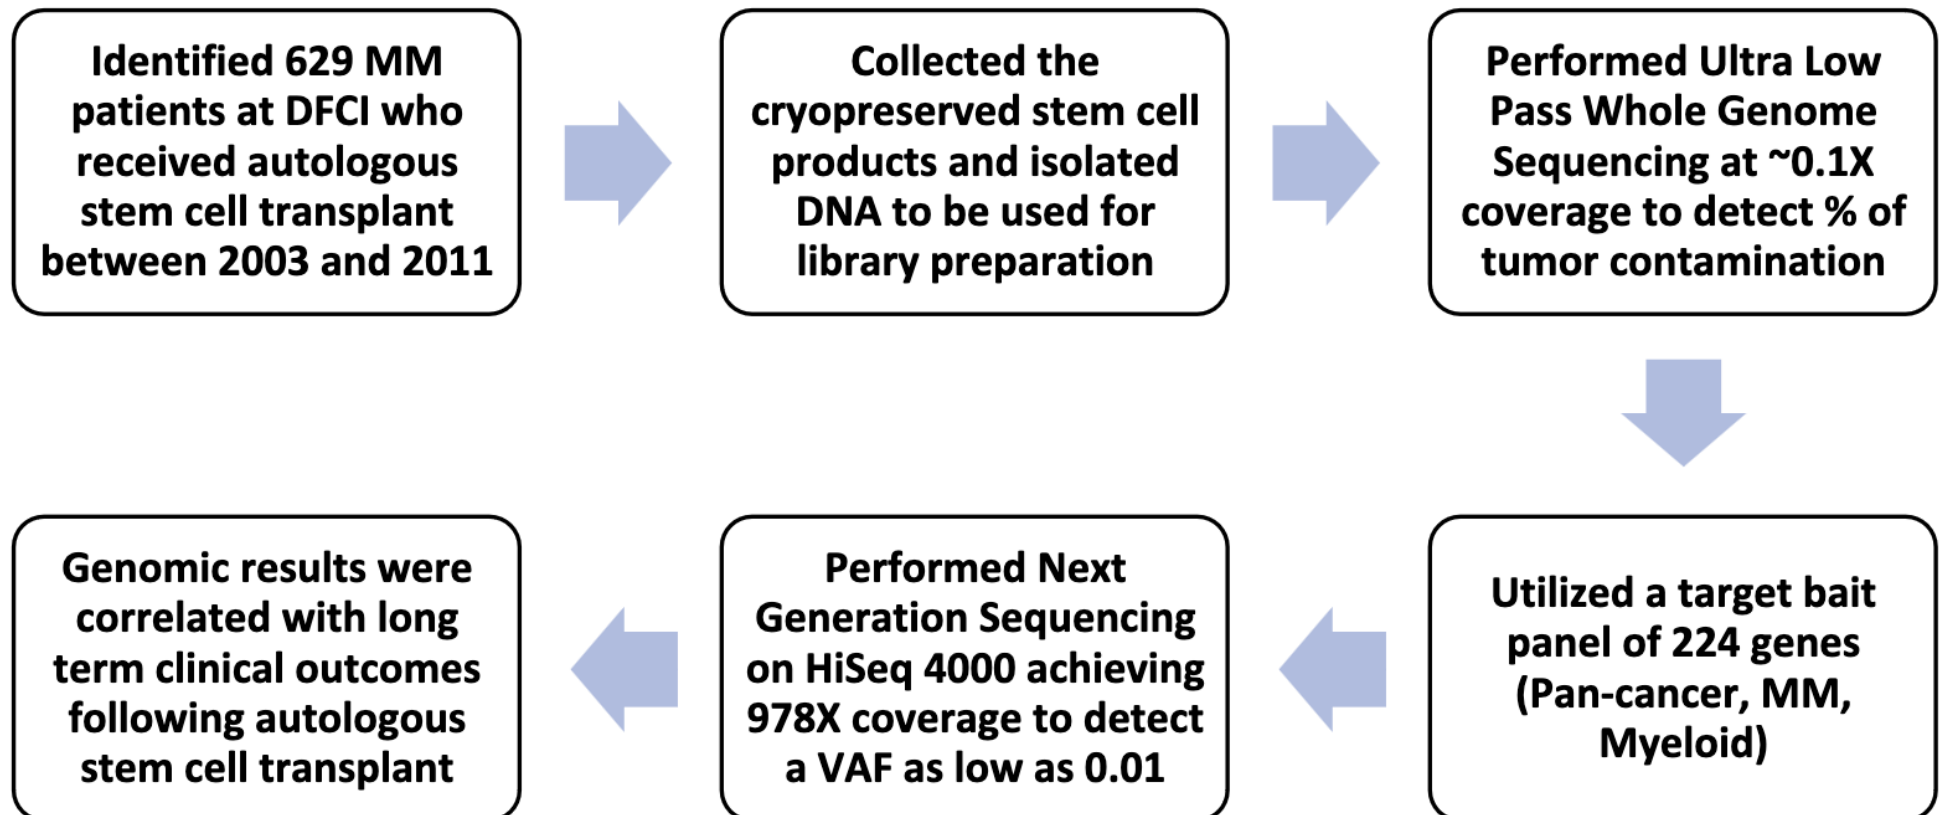 Identified 629 MM
patients at DFCI who
received autologous
stem cell transplant
between 2003 and 2011
Collected the
cryopreserved stem cell
products and isolated
DNA to be used for
library preparation
Performed Ultra Low
Pass Whole Genome
Sequencing at ~0.1X
coverage to detect % of
tumor contamination
Utilized a target bait
panel of 224 genes
(Pan-cancer, MM,
Myeloid)
Performed Next
Generation Sequencing
on HiSeq 4000 achieving
978X coverage to detect
a VAF as low as 0.01
Genomic results were
correlated with long
term clinical outcomes
following autologous
stem cell transplant